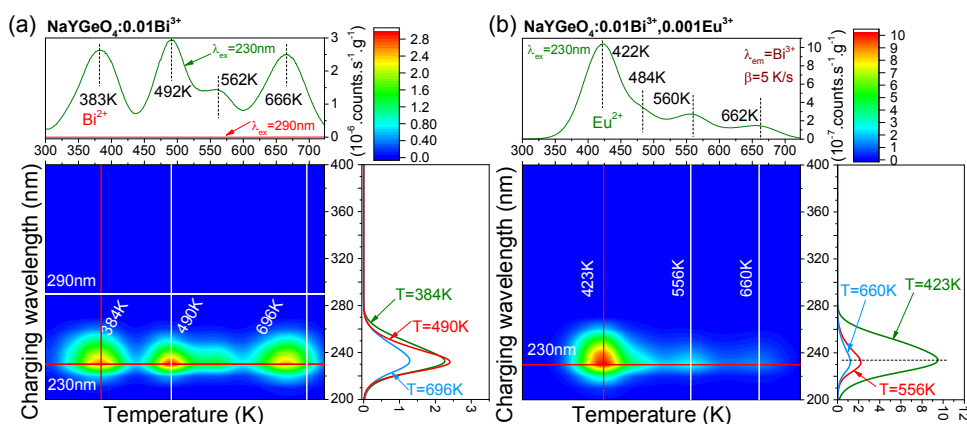 (a) NaYGeO₄:0.01Bi³⁺
λex=230nm
383K
492K
562K
666K
Bi²⁺
λex=290nm
3
2
1
0
300 350 400 450 500 550 600 650 700
2.8
2.4
2.0
1.6
1.2
0.8
0.4
0.0
(10⁻⁶.counts.s⁻¹.g⁻¹)
Charging wavelength (nm)
290nm
384K
490K
696K
230nm
Temperature (K)
400
360
320
280
240
200
T=384K
T=490K
T=696K
0 1 2 3
(b) NaYGeO₄:0.01Bi³⁺,0.001Eu³⁺
λex=230nm
422K
484K
560K
662K
λem=Bi³⁺
β=5 K/s
Eu²⁺
10
8
6
4
2
0
300 350 400 450 500 550 600 650 700
10
9
8
7
6
5
4
3
2
1
0
(10⁻⁷.counts.s⁻¹.g⁻¹)
Charging wavelength (nm)
423K
556K
660K
230nm
Temperature (K)
400
360
320
280
240
200
T=660K
T=423K
T=556K
0 2 4 6 8 10 12